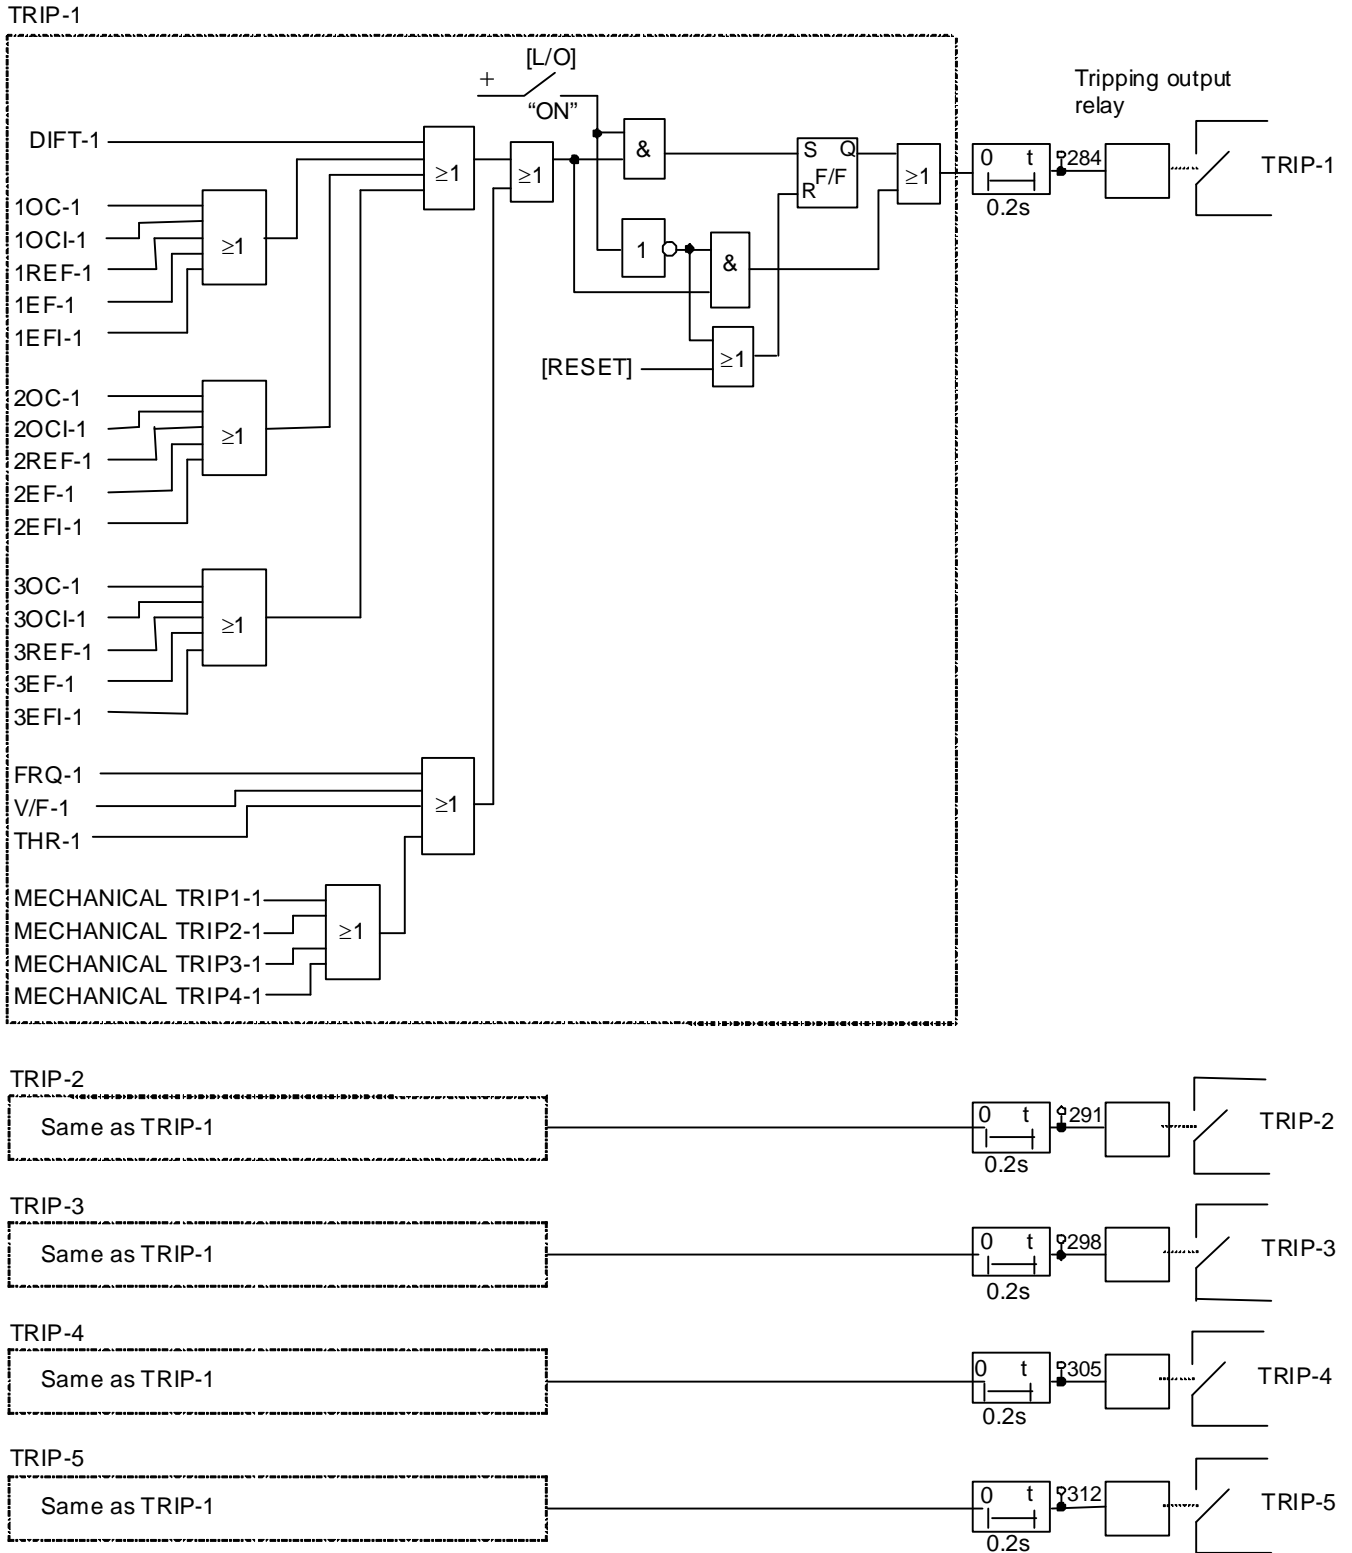 TRIP-1
[L/O]
+
"ON"
Tripping output
relay
DIFT-1
≥1
≥1
&
S Q
F/F
R
≥1
0 t
0.2s
284
TRIP-1
1OC-1
1OCI-1
1REF-1
1EF-1
1EFI-1
≥1
1
&
≥1
[RESET]
2OC-1
2OCI-1
2REF-1
2EF-1
2EFI-1
≥1
3OC-1
3OCI-1
3REF-1
3EF-1
3EFI-1
≥1
FRQ-1
V/F-1
THR-1
≥1
MECHANICAL TRIP1-1
MECHANICAL TRIP2-1
MECHANICAL TRIP3-1
MECHANICAL TRIP4-1
≥1
TRIP-2
Same as TRIP-1
0 t
0.2s
291
TRIP-2
TRIP-3
Same as TRIP-1
0 t
0.2s
298
TRIP-3
TRIP-4
Same as TRIP-1
0 t
0.2s
305
TRIP-4
TRIP-5
Same as TRIP-1
0 t
0.2s
312
TRIP-5